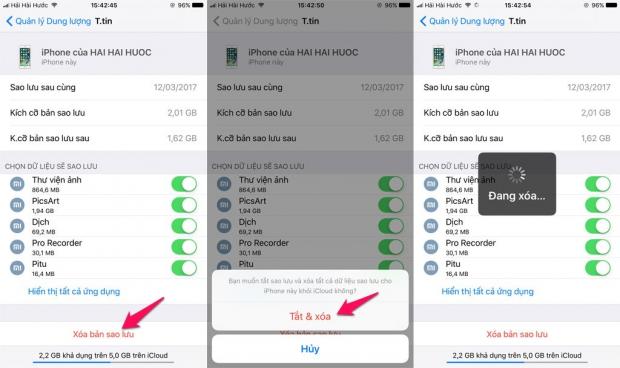 Hải Hài Hước 15:42:45 96%
Quản lý Dung lượng T.tin
iPhone của HAI HAI HUOC
iPhone này
Sao lưu sau cùng 12/03/2017
Kích cỡ bản sao lưu 2,01 GB
K.cỡ bản sao lưu sau 1,62 GB
CHỌN DỮ LIỆU SẼ SAO LƯU
Thư viện ảnh
864,6 MB
PicsArt
1,94 GB
Dịch
69,2 MB
Pro Recorder
30,1 MB
Pitu
16,4 MB
Hiển thị tất cả ứng dụng
Xóa bản sao lưu
2,2 GB khả dụng trên 5,0 GB trên iCloud
Hải Hài Hước 15:42:50 96%
Quản lý Dung lượng T.tin
iPhone của HAI HAI HUOC
iPhone này
Sao lưu sau cùng 12/03/2017
Kích cỡ bản sao lưu 2,01 GB
K.cỡ bản sao lưu sau 1,62 GB
CHỌN DỮ LIỆU SẼ SAO LƯU
Thư viện ảnh
864,6 MB
PicsArt
1,94 GB
Dịch
69,2 MB
Pro Recorder
30,1 MB
Pitu
Bạn muốn tắt sao lưu và xóa tất cả dữ liệu sao lưu cho
iPhone này khỏi iCloud không?
Tắt & xóa
Xóa bản sao lưu
Hủy
Hải Hài Hước 15:42:54 96%
Quản lý Dung lượng T.tin
iPhone của HAI HAI HUOC
iPhone này
Sao lưu sau cùng 12/03/2017
Kích cỡ bản sao lưu 2,01 GB
K.cỡ bản sao lưu sau 1,62 GB
CHỌN DỮ LIỆU SẼ SAO LƯU
Thư viện ảnh
864,6 MB
Đang xóa...
PicsArt
1,94 GB
Dịch
69,2 MB
Pro Recorder
30,1 MB
Pitu
16,4 MB
Hiển thị tất cả ứng dụng
Xóa bản sao lưu
2,2 GB khả dụng trên 5,0 GB trên iCloud